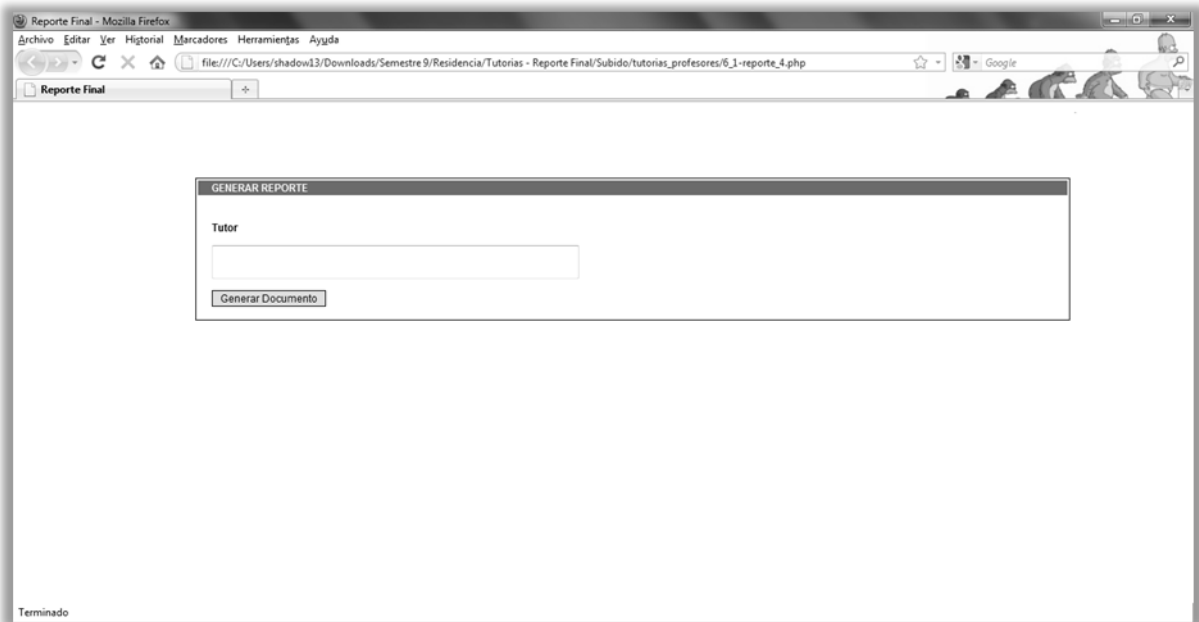 Reporte Final - Mozilla Firefox
Archivo Editar Ver Historial Marcadores Herramientas Ayuda
file:///C:/Users/shadow13/Downloads/Semestre 9/Residencia/Tutorias - Reporte Final/Subido/tutorias_profesores/6_1-reporte_4.php
Google
Reporte Final
GENERAR REPORTE
Tutor
Generar Documento
Terminado